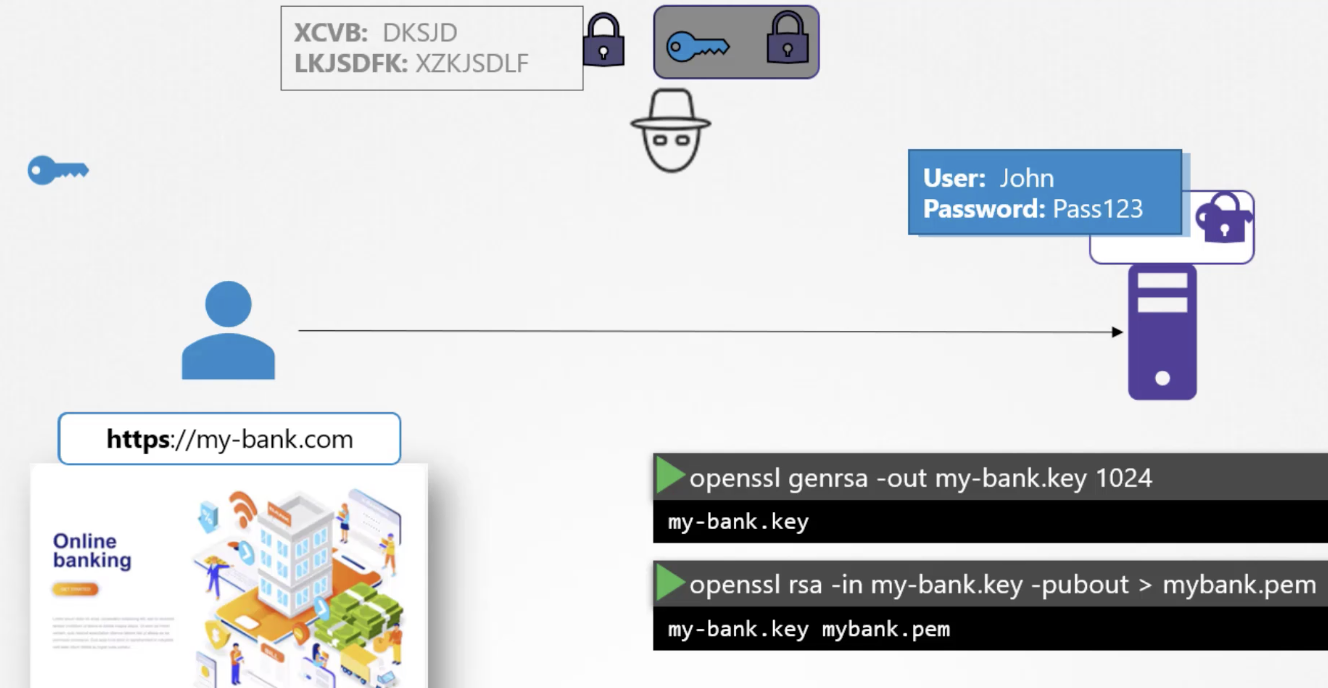 XCVB: DKSJD
LKJSDFK: XZKJSDLF
User: John
Password: Pass123
https://my-bank.com
Online
banking
openssl genrsa -out my-bank.key 1024
my-bank.key
openssl rsa -in my-bank.key -pubout > mybank.pem
my-bank.key mybank.pem